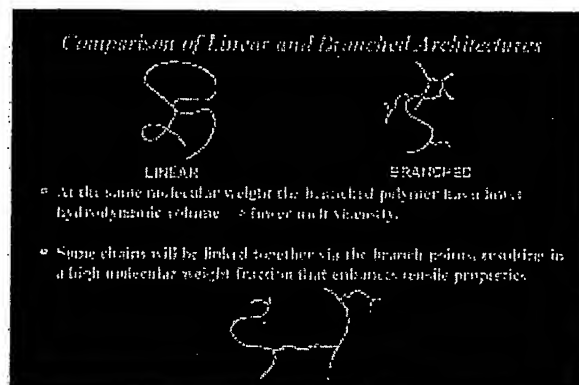 Comparison of Linear and Branched Architectures
LINEAR
BRANCHED
At the same molecular weight the branched polymer has a lower
hydrodynamic volume -> lower melt viscosity.
Some chains will be linked together via the branch points, resulting in
a high molecular weight fraction that enhances tensile properties